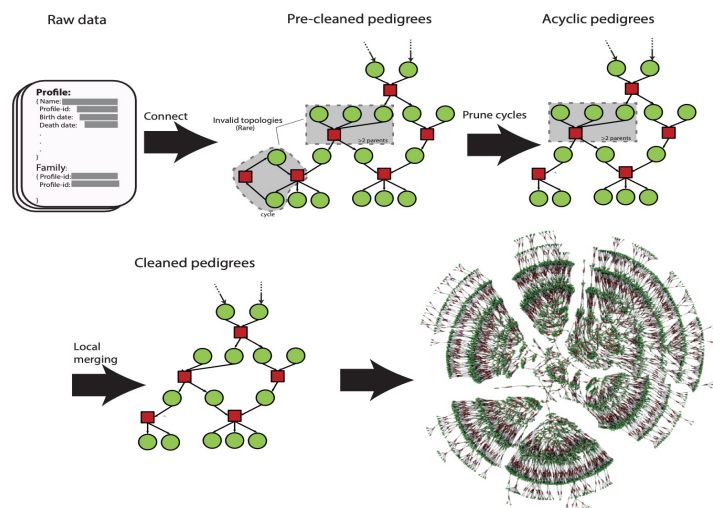 Raw data
Pre-cleaned pedigrees
Acyclic pedigrees
Profile:
{ Name:
Profile-id:
Birth date:
Death date:
.
.
.
}
Family:
{ Profile-id:
Profile-id:
}
Connect
Invalid topologies
(Rare)
>2 parents
cycle
Prune cycles
>2 parents
Cleaned pedigrees
Local
merging